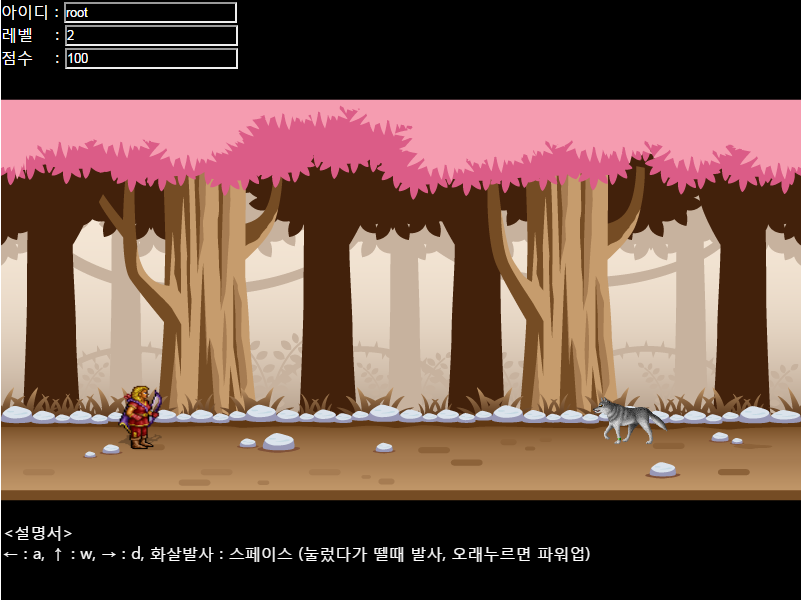 아이디 : root
레벨 : 2
점수 : 100
<설명서>
← : a, ↑ : w, → : d, 화살발사 : 스페이스 (눌렀다가 뗄때 발사, 오래누르면 파워업)